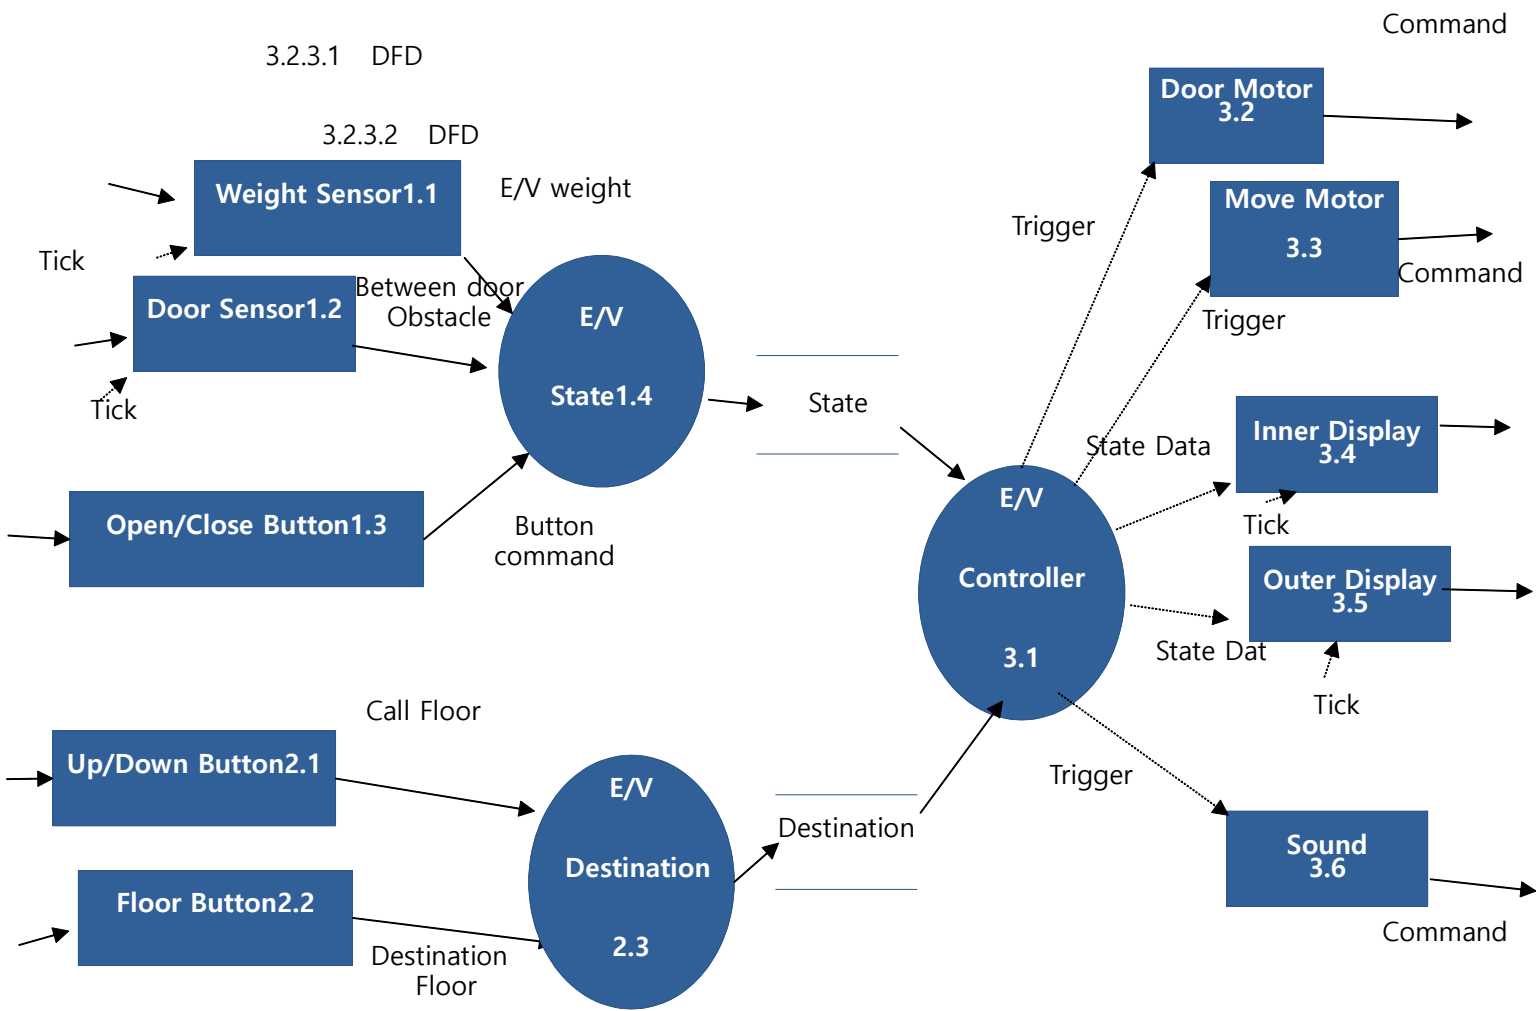 Command
3.2.3.1 DFD
Door Motor
3.2
3.2.3.2 DFD
Weight Sensor1.1
E/V weight
Move Motor
3.3
Trigger
Tick
Command
Door Sensor1.2
Between door
Obstacle
E/V
State1.4
Trigger
Tick
State
State Data
Inner Display
3.4
E/V
Controller
3.1
Tick
Open/Close Button1.3
Button
command
Outer Display
3.5
State Dat
Tick
Call Floor
Up/Down Button2.1
E/V
Destination
2.3
Trigger
Destination
Sound
3.6
Floor Button2.2
Destination
Floor
Command